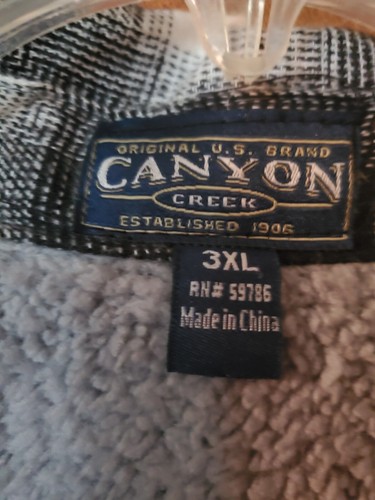 ORIGINAL U.S. BRAND
CANYON
CREEK
ESTABLISHED 1906
3XL
RN# 59786
Made in China